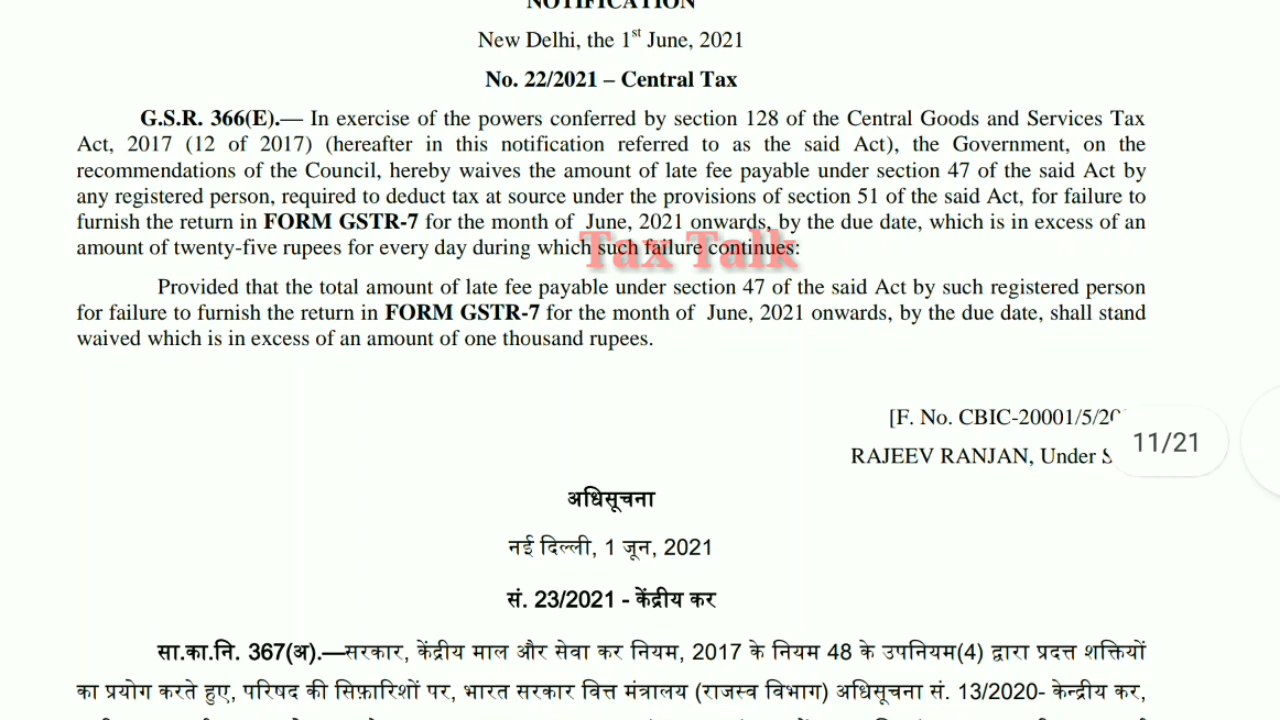 NOTIFICATION
New Delhi, the 1st June, 2021
No. 22/2021 – Central Tax
G.S.R. 366(E).— In exercise of the powers conferred by section 128 of the Central Goods and Services Tax
Act, 2017 (12 of 2017) (hereafter in this notification referred to as the said Act), the Government, on the
recommendations of the Council, hereby waives the amount of late fee payable under section 47 of the said Act by
any registered person, required to deduct tax at source under the provisions of section 51 of the said Act, for failure to
furnish the return in FORM GSTR-7 for the month of June, 2021 onwards, by the due date, which is in excess of an
amount of twenty-five rupees for every day during which such failure continues:
Tax Talk
Provided that the total amount of late fee payable under section 47 of the said Act by such registered person
for failure to furnish the return in FORM GSTR-7 for the month of June, 2021 onwards, by the due date, shall stand
waived which is in excess of an amount of one thousand rupees.
[F. No. CBIC-20001/5/20
11/21
RAJEEV RANJAN, Under S
अधिसूचना
नई दिल्ली, 1 जून, 2021
सं. 23/2021 - केंद्रीय कर
सा.का.नि. 367(अ).—सरकार, केंद्रीय माल और सेवा कर नियम, 2017 के नियम 48 के उपनियम(4) द्वारा प्रदत्त शक्तियों
का प्रयोग करते हुए, परिषद की सिफ़ारिशों पर, भारत सरकार वित्त मंत्रालय (राजस्व विभाग) अधिसूचना सं. 13/2020- केन्द्रीय कर,